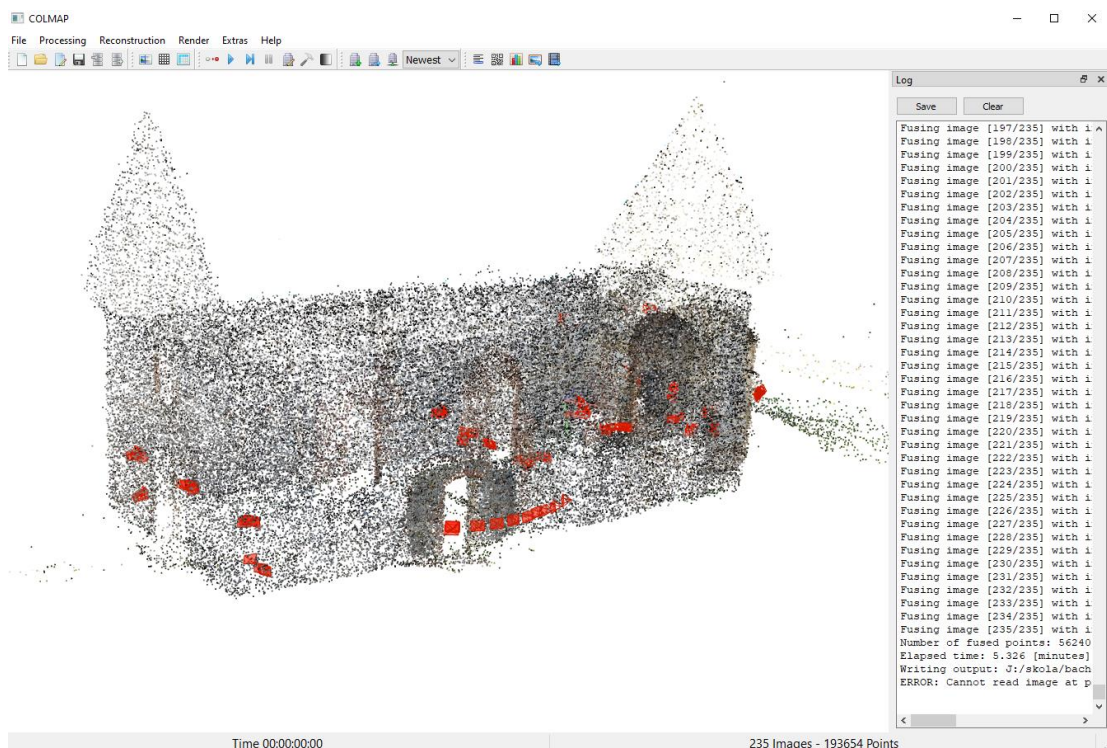 COLMAP
File Processing Reconstruction Render Extras Help
Newest
Log
Save Clear
Fusing image [197/235] with i
Fusing image [198/235] with i
Fusing image [199/235] with i
Fusing image [200/235] with i
Fusing image [201/235] with i
Fusing image [202/235] with i
Fusing image [203/235] with i
Fusing image [204/235] with i
Fusing image [205/235] with i
Fusing image [206/235] with i
Fusing image [207/235] with i
Fusing image [208/235] with i
Fusing image [209/235] with i
Fusing image [210/235] with i
Fusing image [211/235] with i
Fusing image [212/235] with i
Fusing image [213/235] with i
Fusing image [214/235] with i
Fusing image [215/235] with i
Fusing image [216/235] with i
Fusing image [217/235] with i
Fusing image [218/235] with i
Fusing image [219/235] with i
Fusing image [220/235] with i
Fusing image [221/235] with i
Fusing image [222/235] with i
Fusing image [223/235] with i
Fusing image [224/235] with i
Fusing image [225/235] with i
Fusing image [226/235] with i
Fusing image [227/235] with i
Fusing image [228/235] with i
Fusing image [229/235] with i
Fusing image [230/235] with i
Fusing image [231/235] with i
Fusing image [232/235] with i
Fusing image [233/235] with i
Fusing image [234/235] with i
Fusing image [235/235] with i
Number of fused points: 56240
Elapsed time: 5.326 [minutes]
Writing output: J:/skola/bach
ERROR: Cannot read image at p
Time 00:00:00:00
235 Images - 193654 Points